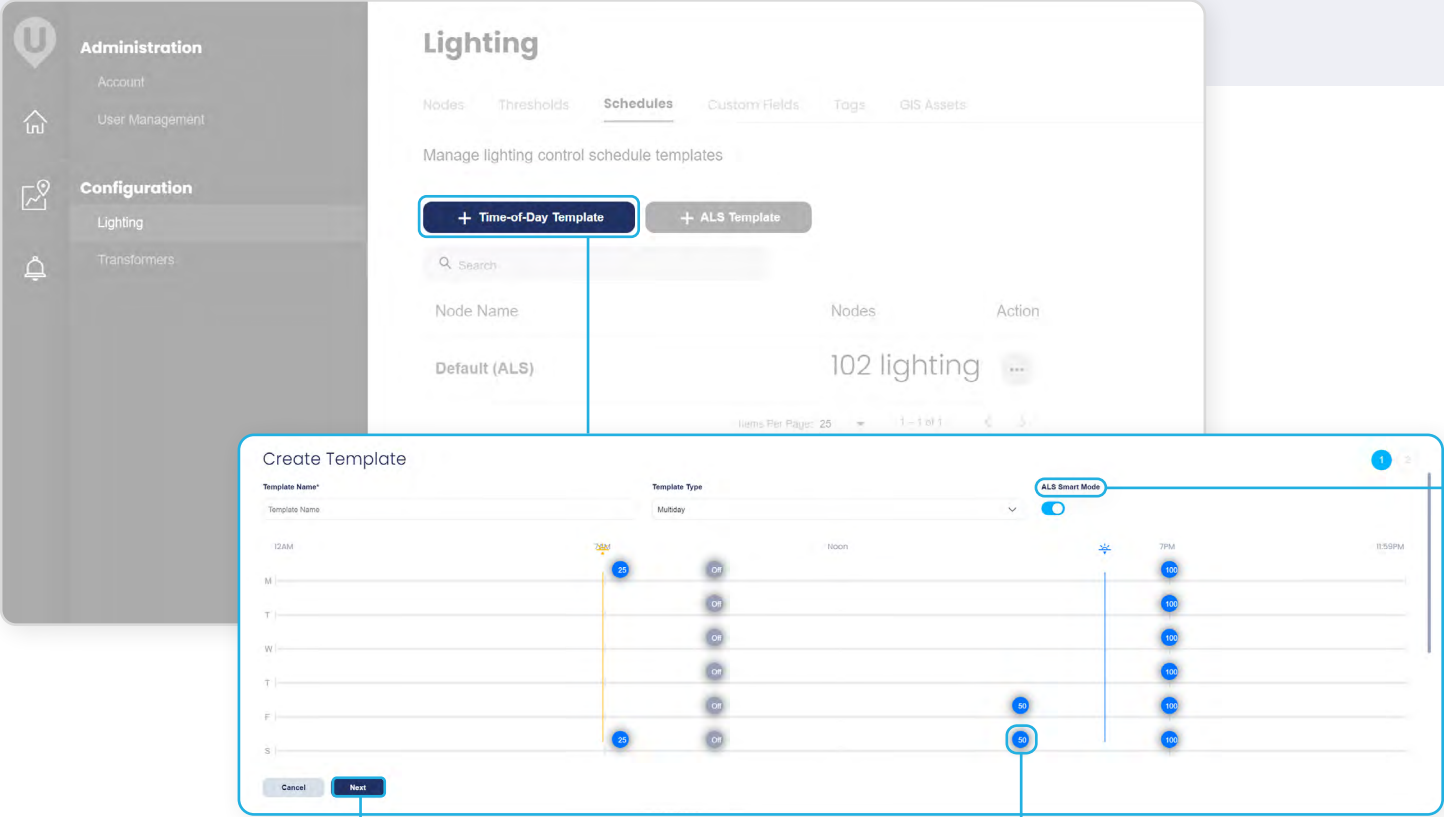 U
Administration
Account
User Management
Configuration
Lighting
Transformers
Lighting
Nodes Thresholds Schedules Custom Fields Tags GIS Assets
Manage lighting control schedule templates
+ Time-of-Day Template + ALS Template
Search
Node Name Nodes Action
Default (ALS) 102 lighting ...
Items Per Page: 25 1 – 1 of 1
Create Template
1 2
Template Name* Template Type ALS Smart Mode
Template Name Multiday
12AM 7AM Noon 7PM 11:59PM
M 25 Off 100
T Off 100
W Off 100
T Off 100
F Off 50 100
S 25 Off 50 100
Cancel Next